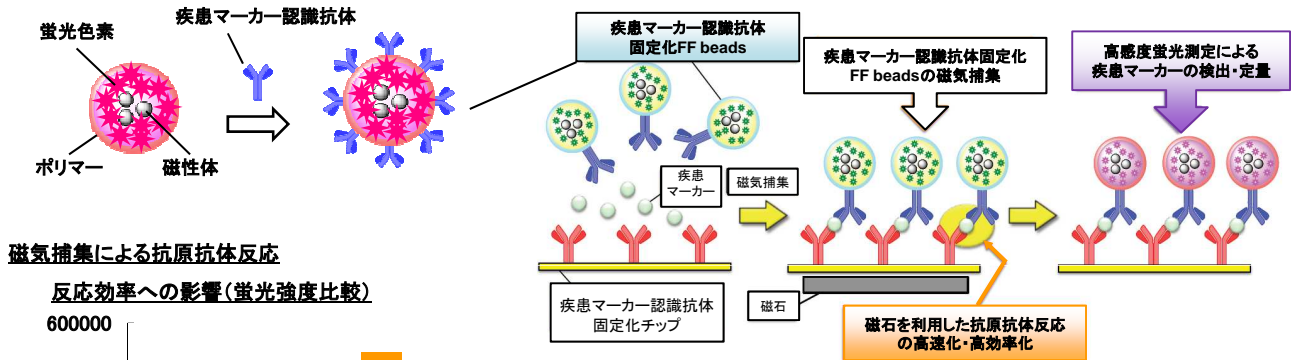 蛍光色素
疾患マーカー認識抗体
ポリマー
磁性体
疾患マーカー認識抗体
固定化FF beads
疾患
マーカー
磁気捕集
疾患マーカー認識抗体
固定化チップ
疾患マーカー認識抗体固定化
FF beadsの磁気捕集
磁石
磁石を利用した抗原抗体反応
の高速化・高効率化
高感度蛍光測定による
疾患マーカーの検出・定量
磁気捕集による抗原抗体反応
反応効率への影響（蛍光強度比較）
600000